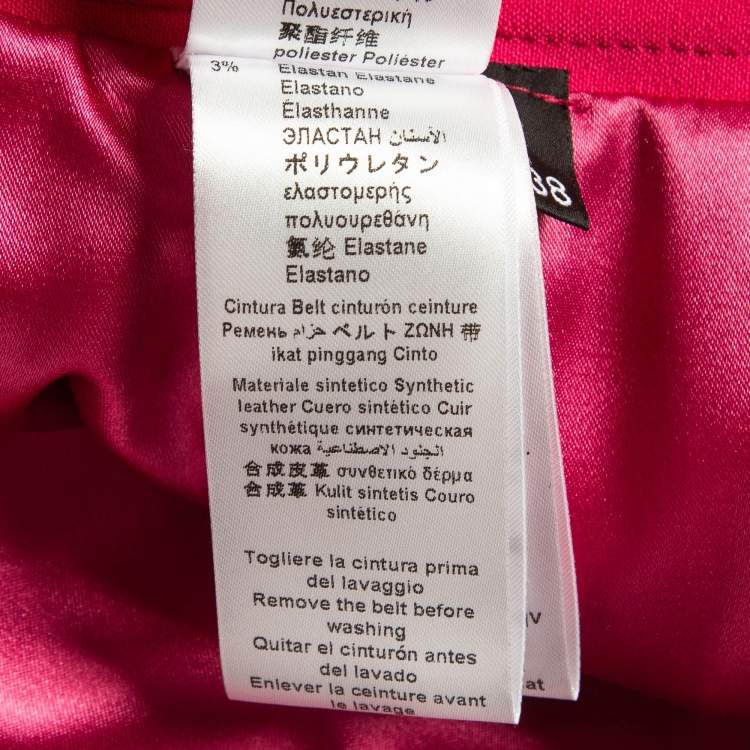 Πολυεστερική
聚酯纤维
poliester Poliéster
3% Elastan Elastane
Elastano
Élasthanne
ЭЛАСТАН الأستان
ポリウレタン
ελαστομερής
πολυουρεθάνη
氨纶 Elastane
Elastano
Cintura Belt cinturón ceinture
Ремень حزام ベルト ΖΩΝΗ 带
ikat pinggang Cinto
Materiale sintetico Synthetic
leather Cuero sintético Cuir
synthétique синтетическая
кожа الجلود الاصطناعية
合成皮革 συνθετικό δέρμα
合成革 Kulit sintetis Couro
sintético
Togliere la cintura prima
del lavaggio
Remove the belt before
washing
Quitar el cinturón antes
del lavado
Enlever la ceinture avant
le lavage
38